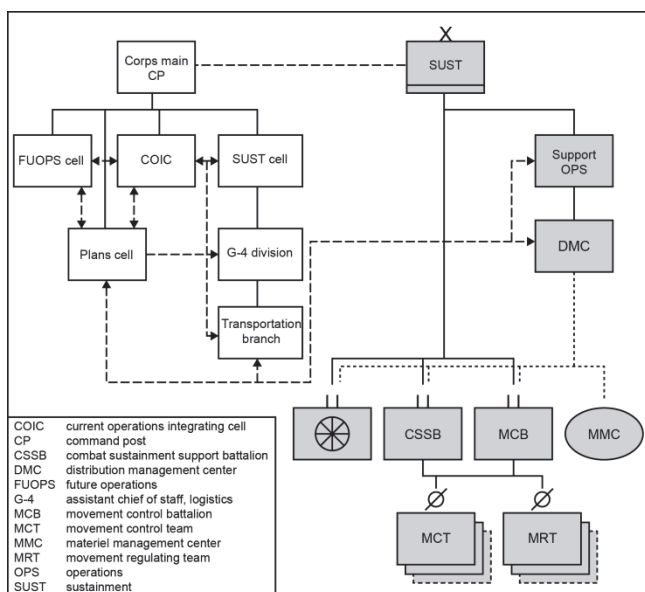 X
Corps main
CP
SUST
FUOPS cell
COIC
SUST cell
Support
OPS
Plans cell
G-4 division
DMC
Transportation
branch
CSSB
MCB
MMC
MCT
MRT
COIC current operations integrating cell
CP command post
CSSB combat sustainment support battalion
DMC distribution management center
FUOPS future operations
G-4 assistant chief of staff, logistics
MCB movement control battalion
MCT movement control team
MMC materiel management center
MRT movement regulating team
OPS operations
SUST sustainment